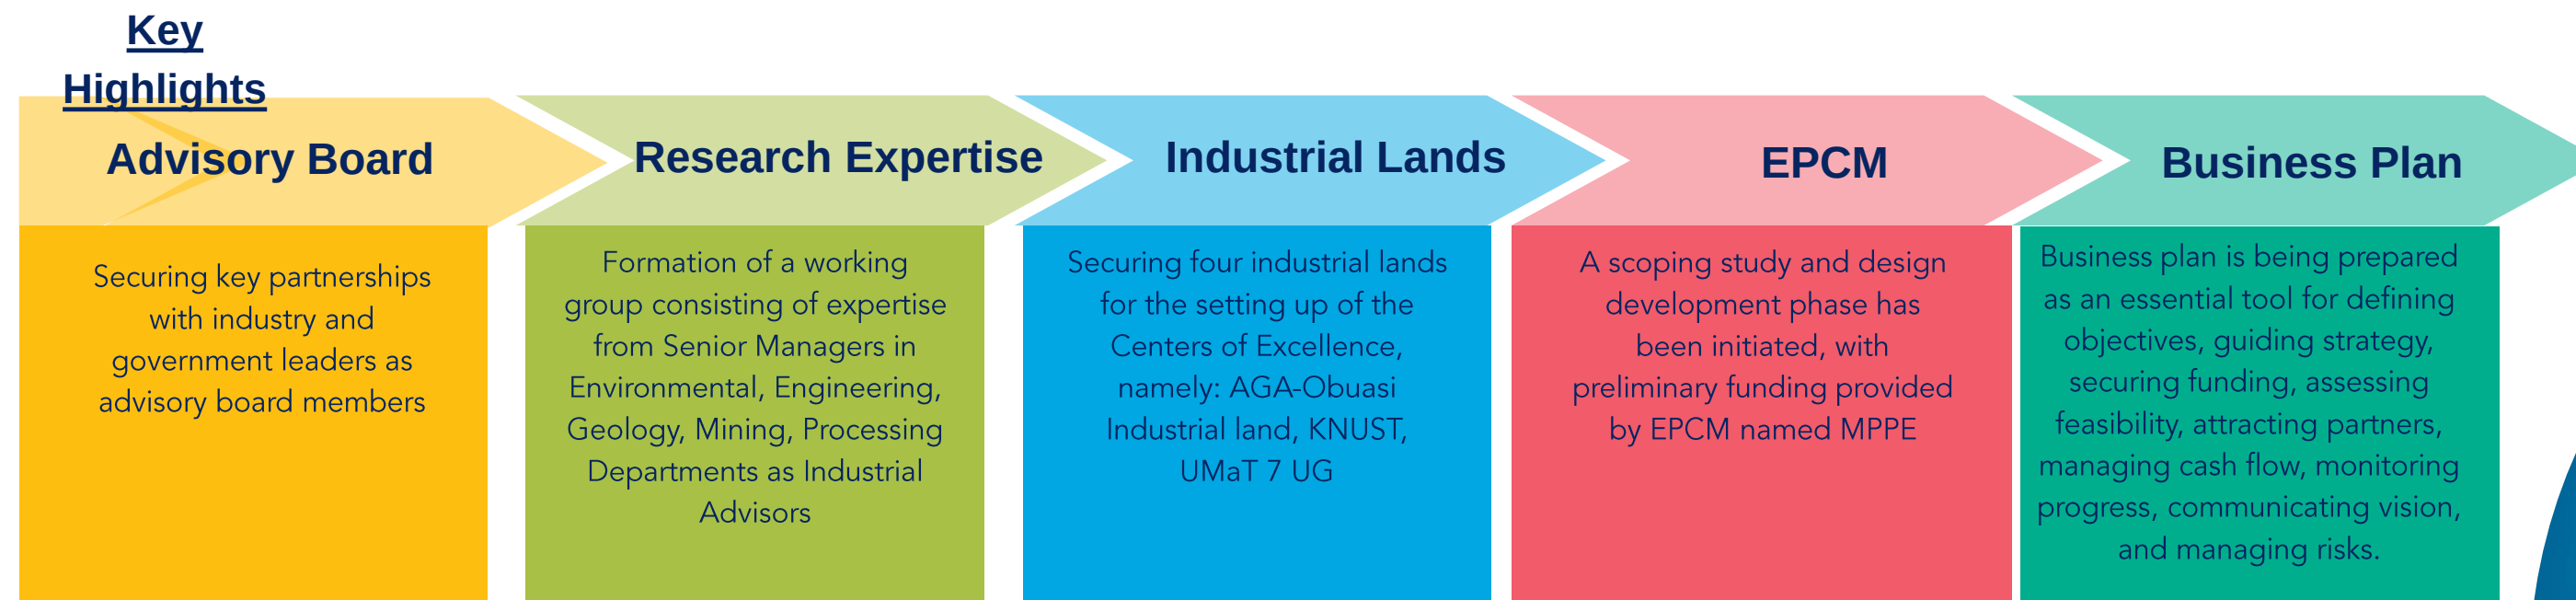 Key
Highlights
Advisory Board
Securing key partnerships
with industry and
government leaders as
advisory board members
Research Expertise
Formation of a working
group consisting of expertise
from Senior Managers in
Environmental, Engineering,
Geology, Mining, Processing
Departments as Industrial
Advisors
Industrial Lands
Securing four industrial lands
for the setting up of the
Centers of Excellence,
namely: AGA-Obuasi
Industrial land, KNUST,
UMaT 7 UG
EPCM
A scoping study and design
development phase has
been initiated, with
preliminary funding provided
by EPCM named MPPE
Business Plan
Business plan is being prepared
as an essential tool for defining
objectives, guiding strategy,
securing funding, assessing
feasibility, attracting partners,
managing cash flow, monitoring
progress, communicating vision,
and managing risks.